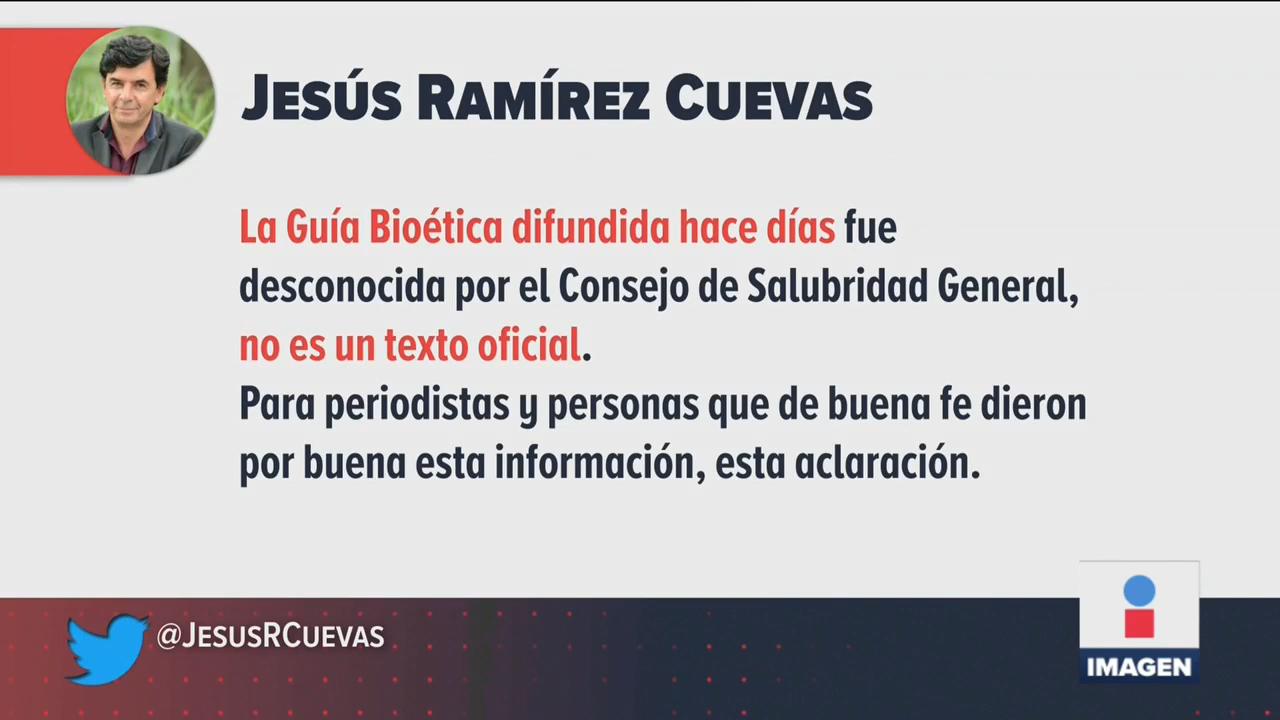 JESÚS RAMÍREZ CUEVAS
La Guía Bioética difundida hace días fue
desconocida por el Consejo de Salubridad General,
no es un texto oficial.
Para periodistas y personas que de buena fe dieron
por buena esta información, esta aclaración.
@JESUSRCUEVAS
IMAGEN